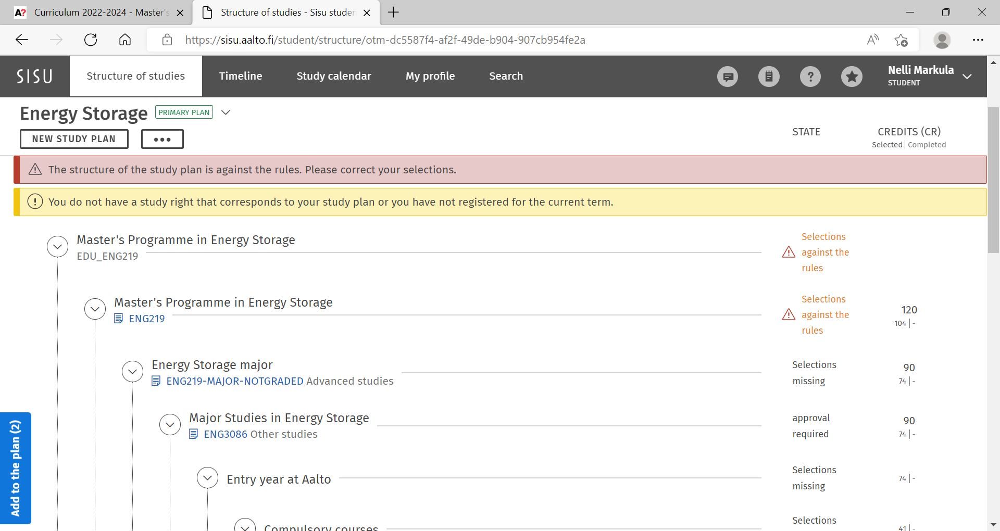 A? Curriculum 2022-2024 - Master's
Structure of studies - Sisu studen
https://sisu.aalto.fi/student/structure/otm-dc5587f4-af2f-49de-b904-907cb954fe2a
SISU Structure of studies Timeline Study calendar My profile Search
Nelli Markula
STUDENT
Energy Storage PRIMARY PLAN
NEW STUDY PLAN
STATE CREDITS (CR)
Selected | Completed
The structure of the study plan is against the rules. Please correct your selections.
You do not have a study right that corresponds to your study plan or you have not registered for the current term.
Master's Programme in Energy Storage
EDU_ENG219
Selections
against the
rules
Master's Programme in Energy Storage
ENG219
Selections
against the
rules
120
104 | -
Energy Storage major
ENG219-MAJOR-NOTGRADED Advanced studies
Selections
missing
90
74 | -
Major Studies in Energy Storage
ENG3086 Other studies
approval
required
90
74 | -
Entry year at Aalto
Selections
missing
74 | -
Compulsory courses
Selections
41 | -
Add to the plan (2)